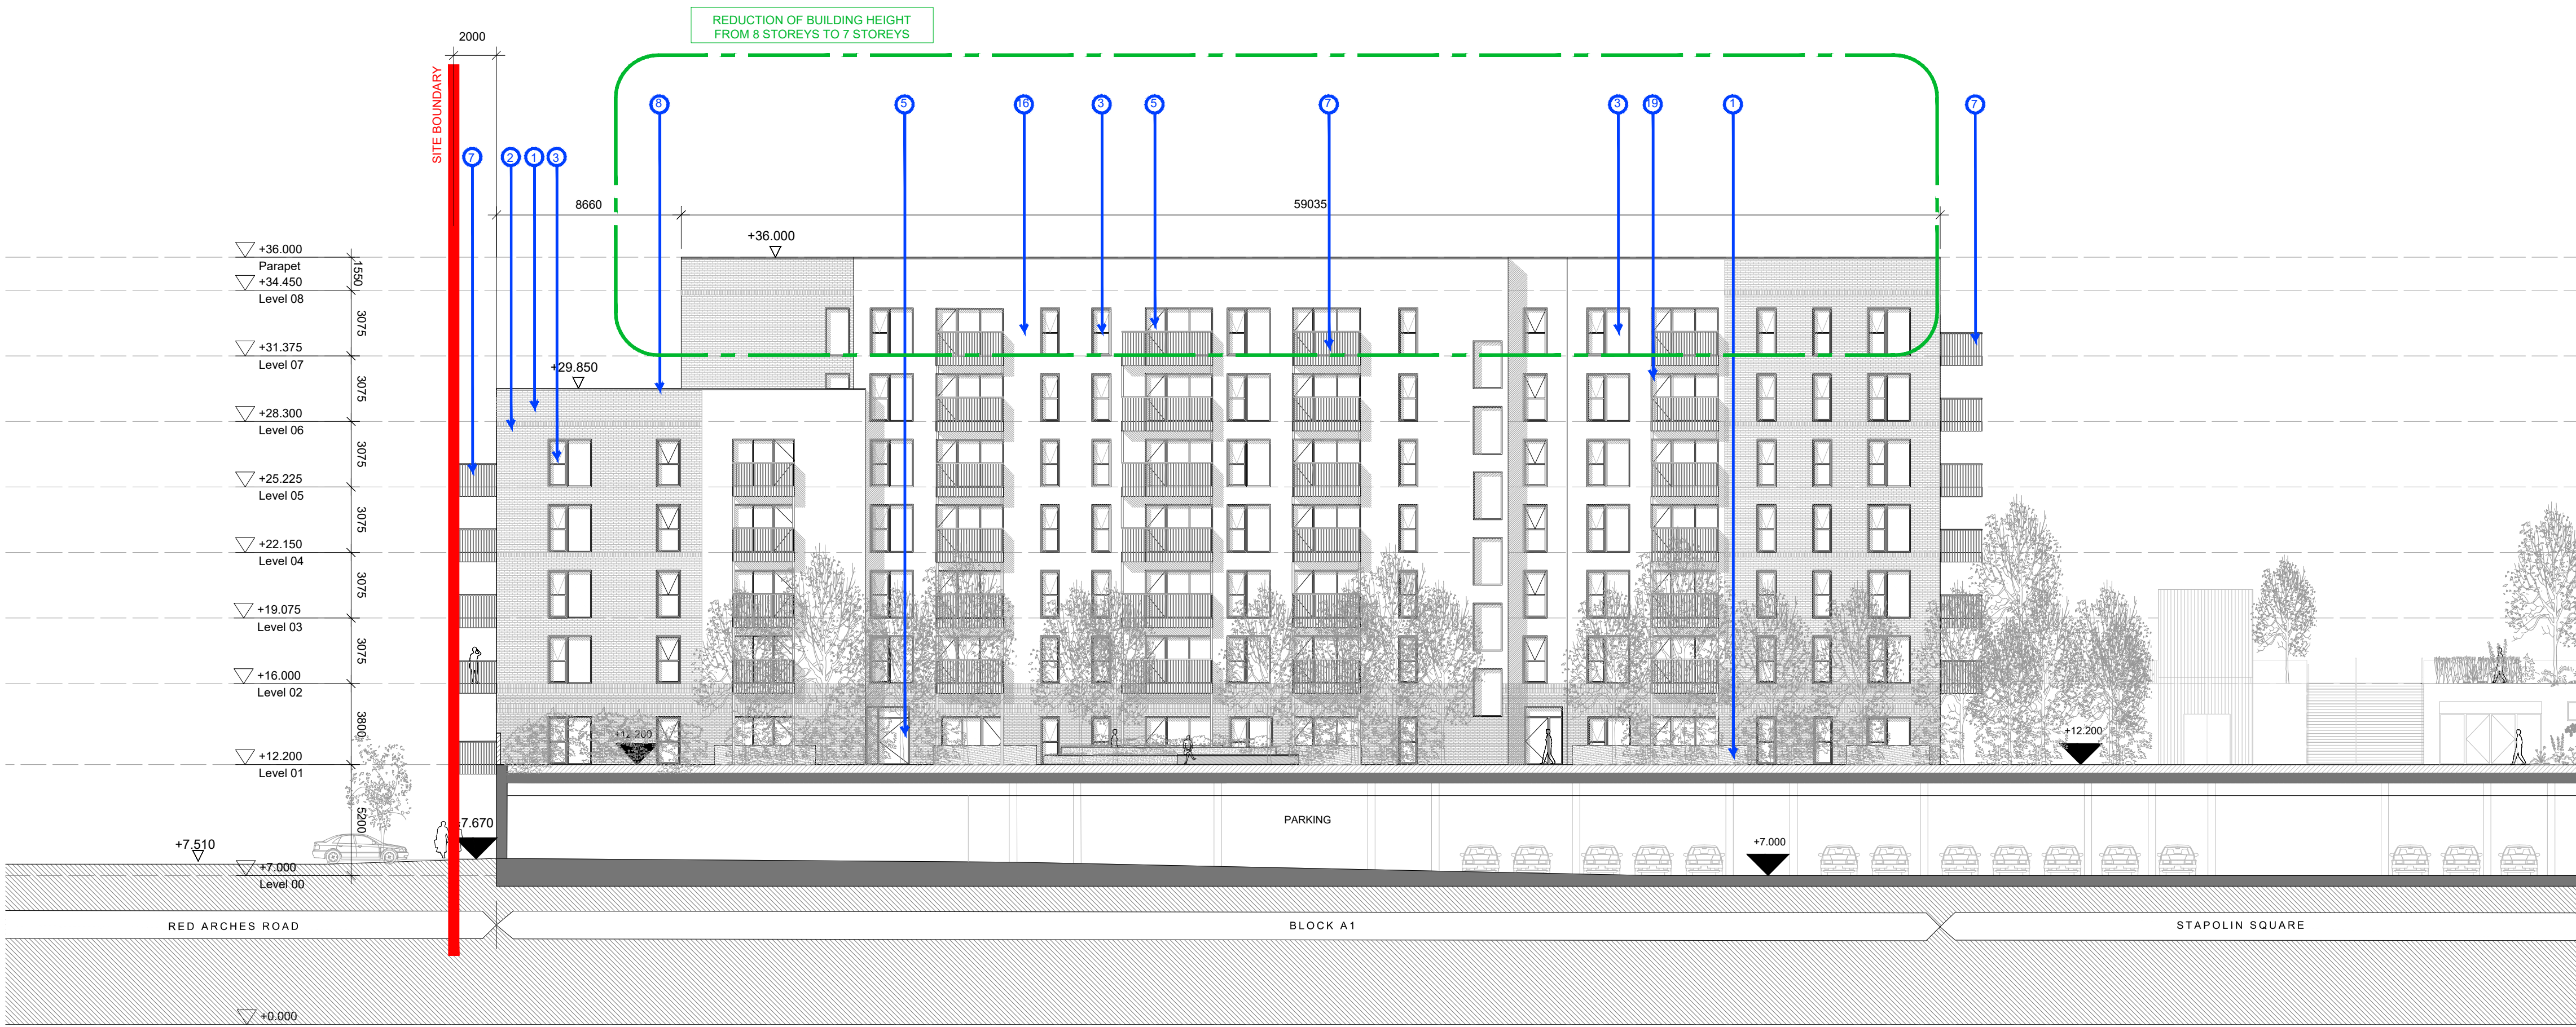 REDUCTION OF BUILDING HEIGHT
FROM 8 STOREYS TO 7 STOREYS
2000
SITE BOUNDARY
8
5
16
3
5
7
3
19
1
7
7
2
1
3
8660
59035
+36.000
+36.000
Parapet
1550
+34.450
Level 08
3075
+31.375
Level 07
+29.850
3075
+28.300
Level 06
3075
+25.225
Level 05
3075
+22.150
Level 04
3075
+19.075
Level 03
3075
+16.000
Level 02
3800
+12.200
+12.200
+12.200
Level 01
5200
PARKING
7.670
+7.510
+7.000
+7.000
Level 00
RED ARCHES ROAD
BLOCK A1
STAPOLIN SQUARE
+0.000